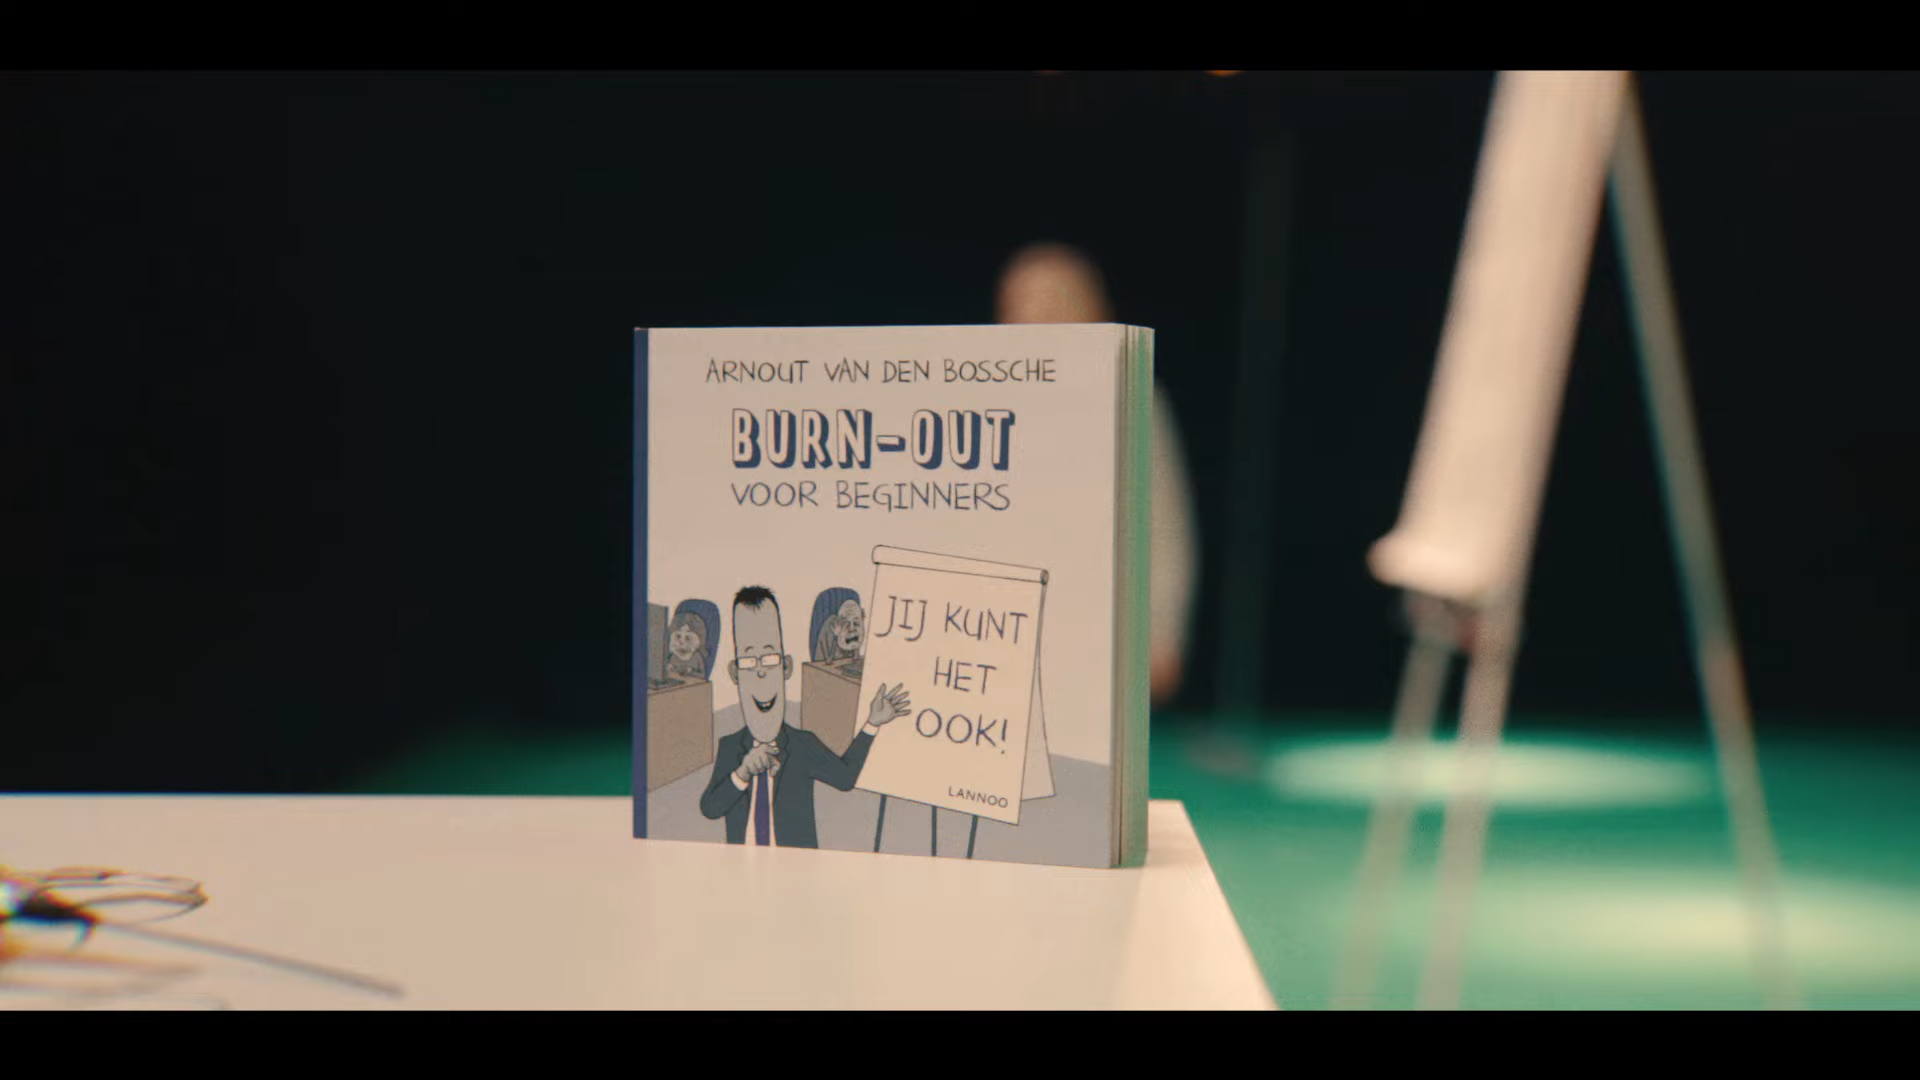 ARNOUT VAN DEN BOSSCHE
BURN-OUT
VOOR BEGINNERS
JIJ KUNT
HET
OOK!
LANNOO